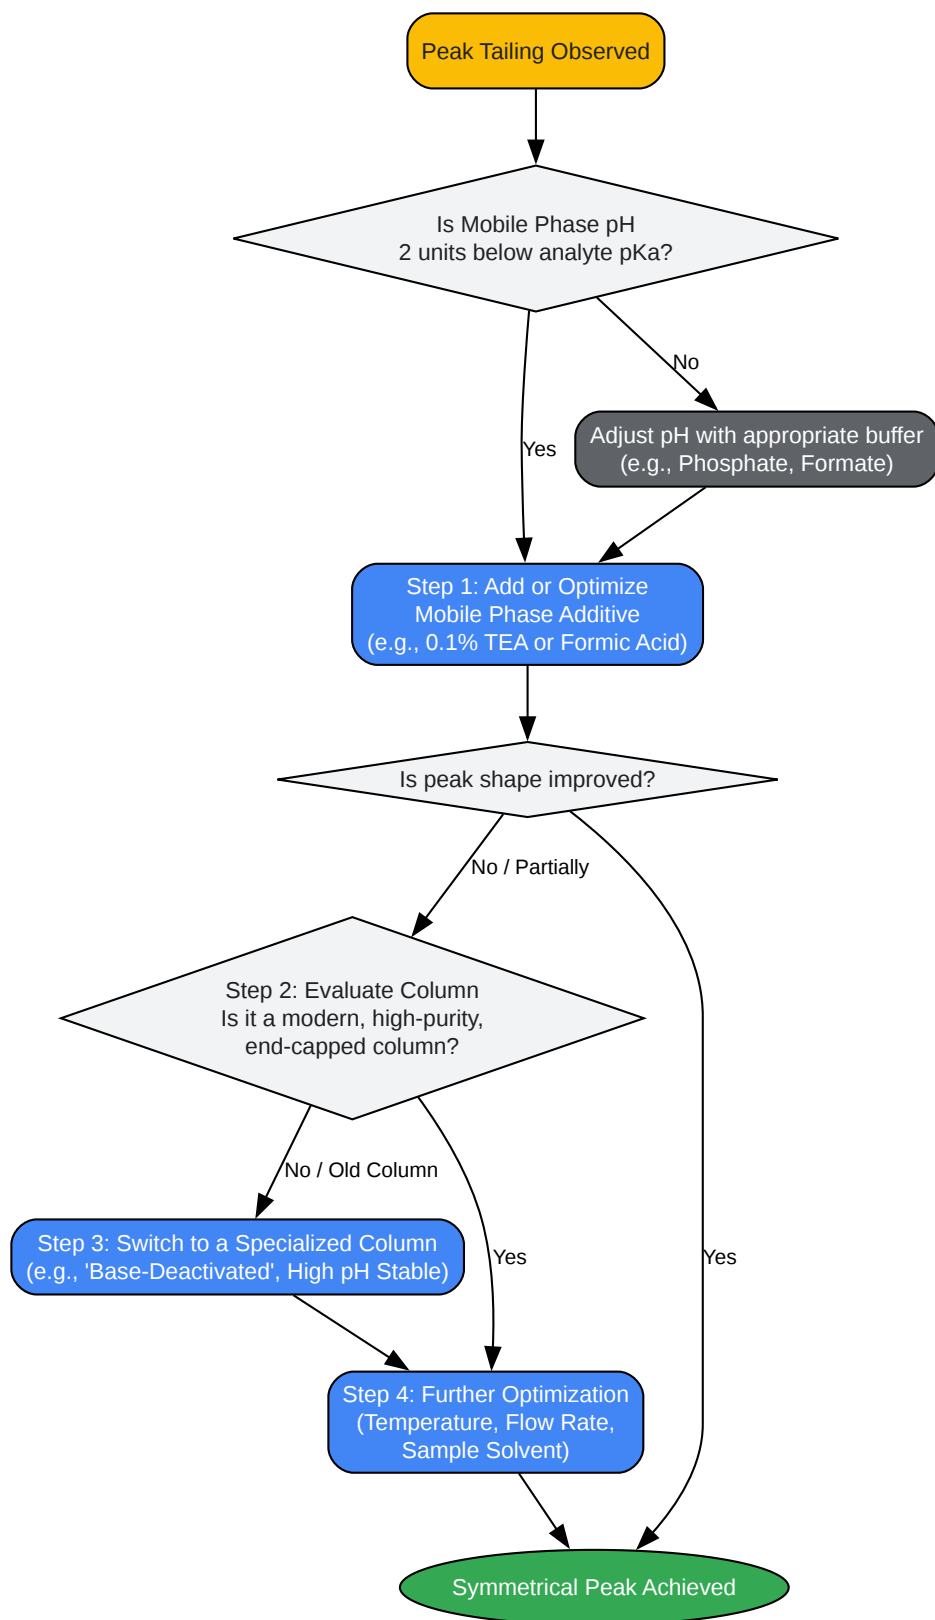 Peak Tailing Observed
Is Mobile Phase pH
2 units below analyte pKa?
No
Yes
Adjust pH with appropriate buffer
(e.g., Phosphate, Formate)
Step 1: Add or Optimize
Mobile Phase Additive
(e.g., 0.1% TEA or Formic Acid)
Is peak shape improved?
No / Partially
Step 2: Evaluate Column
Is it a modern, high-purity,
end-capped column?
No / Old Column
Step 3: Switch to a Specialized Column
(e.g., 'Base-Deactivated', High pH Stable)
Yes
Yes
Step 4: Further Optimization
(Temperature, Flow Rate,
Sample Solvent)
Symmetrical Peak Achieved